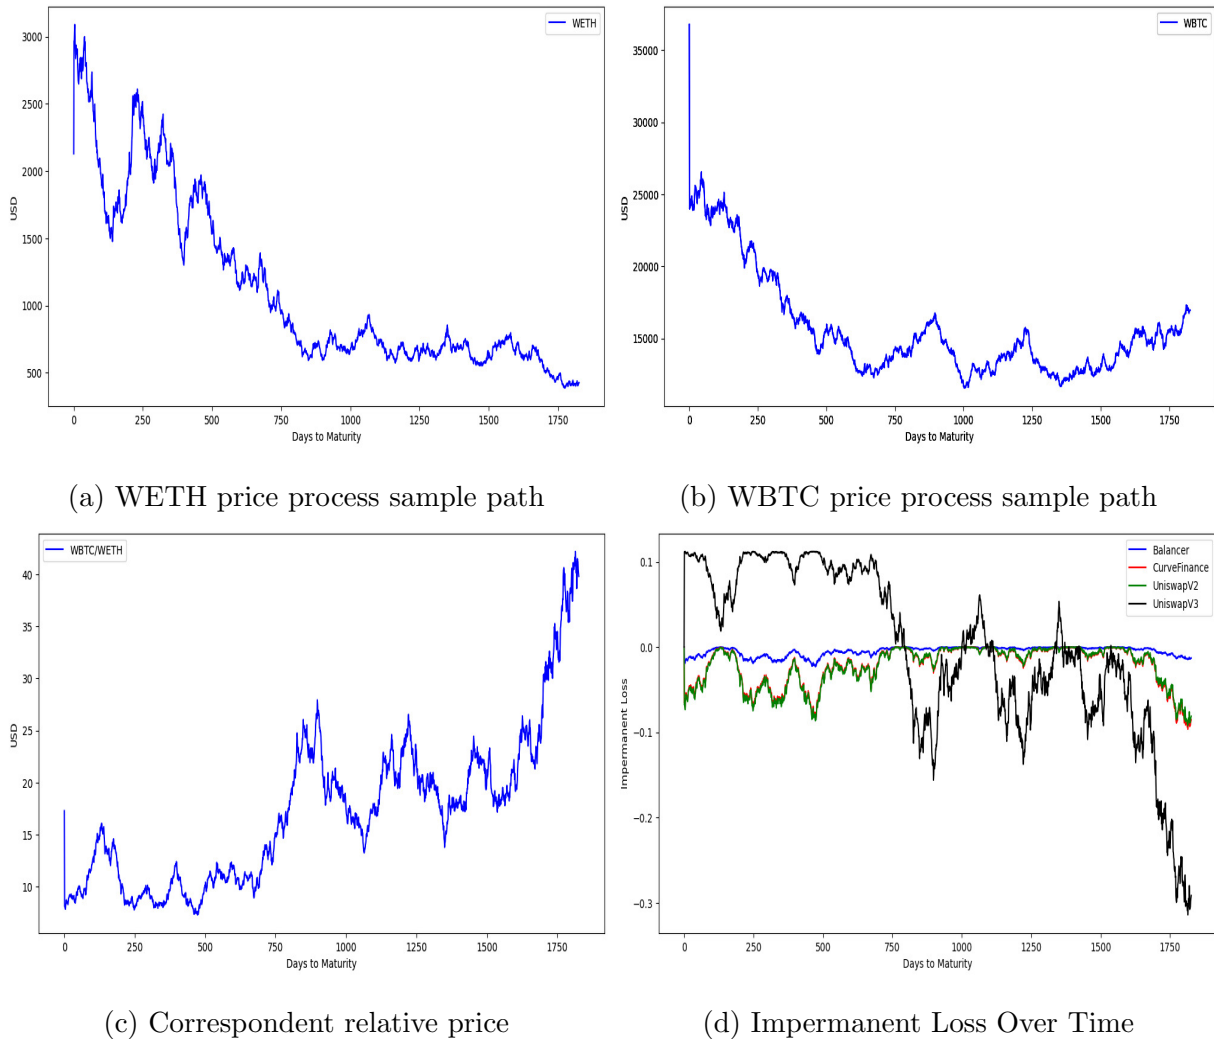 WETH
3000
2500
2000
1500
1000
500
USD
0 250 500 750 1000 1250 1500 1750
Days to Maturity
(a) WETH price process sample path
WBTC
35000
30000
25000
20000
15000
USD
0 250 500 750 1000 1250 1500 1750
Days to Maturity
(b) WBTC price process sample path
WBTC/WETH
40
35
30
25
20
15
10
USD
0 250 500 750 1000 1250 1500 1750
Days to Maturity
(c) Correspondent relative price
Balancer
CurveFinance
UniswapV2
UniswapV3
0.1
0.0
−0.1
−0.2
−0.3
Impermanent Loss
0 250 500 750 1000 1250 1500 1750
Days to Maturity
(d) Impermanent Loss Over Time